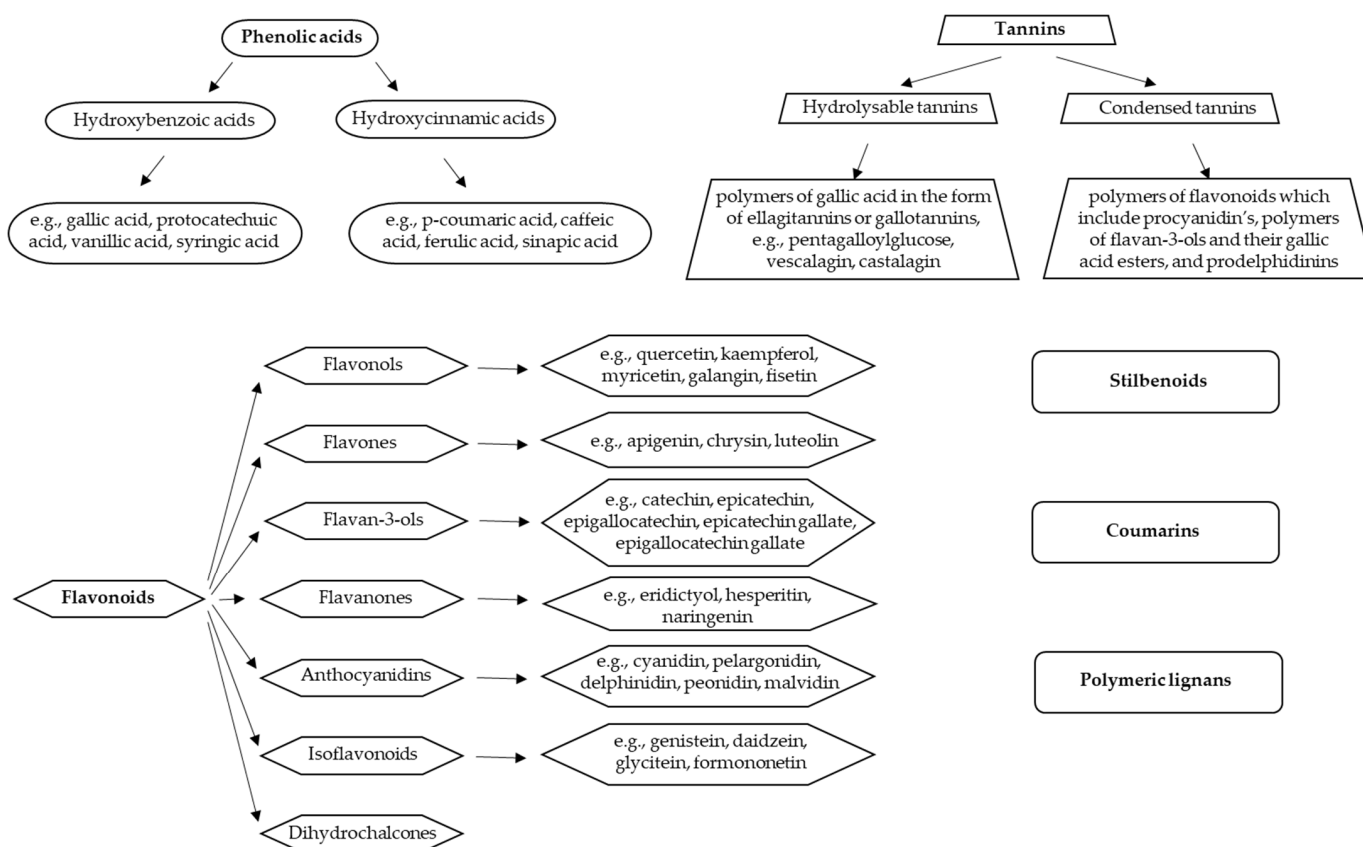 Phenolic acids
Hydroxybenzoic acids
Hydroxycinnamic acids
e.g., gallic acid, protocatechuic
acid, vanillic acid, syringic acid
e.g., p-coumaric acid, caffeic
acid, ferulic acid, sinapic acid
Tannins
Hydrolysable tannins
Condensed tannins
polymers of gallic acid in the form
of ellagitannins or gallotannins,
e.g., pentagalloylglucose,
vescalagin, castalagin
polymers of flavonoids which
include procyanidin’s, polymers
of flavan-3-ols and their gallic
acid esters, and prodelphidinins
Flavonoids
Flavonols
e.g., quercetin, kaempferol,
myricetin, galangin, fisetin
Flavones
e.g., apigenin, chrysin, luteolin
Flavan-3-ols
e.g., catechin, epicatechin,
epigallocatechin, epicatechin gallate,
epigallocatechin gallate
Flavanones
e.g., eridictyol, hesperitin,
naringenin
Anthocyanidins
e.g., cyanidin, pelargonidin,
delphinidin, peonidin, malvidin
Isoflavonoids
e.g., genistein, daidzein,
glycitein, formononetin
Dihydrochalcones
Stilbenoids
Coumarins
Polymeric lignans